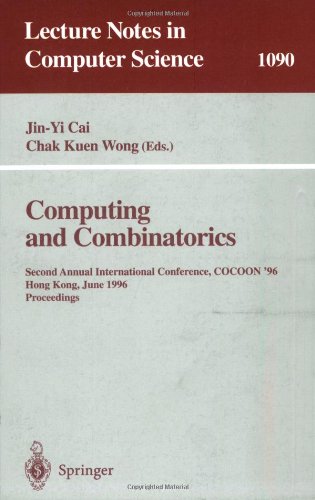 Lecture Notes in
Computer Science 1090
Jin-Yi Cai
Chak Kuen Wong (Eds.)
Computing
and Combinatorics
Second Annual International Conference, COCOON '96
Hong Kong, June 1996
Proceedings
Springer